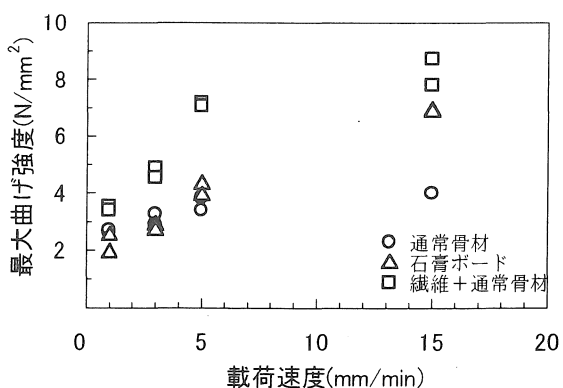 最大曲げ強度(N/mm²)
10
8
6
4
2
○ 通常骨材
△ 石膏ボード
□ 繊維＋通常骨材
0
5
10
15
20
載荷速度(mm/min)